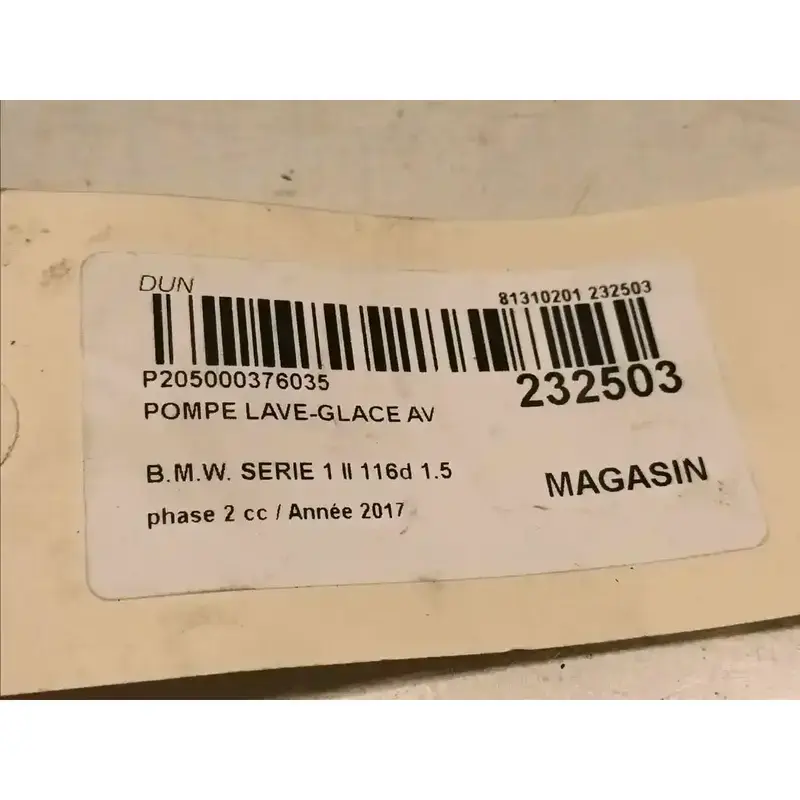 DUN
81310201 232503
P205000376035
232503
POMPE LAVE-GLACE AV
B.M.W. SERIE 1 II 116d 1.5
MAGASIN
phase 2 cc / Année 2017